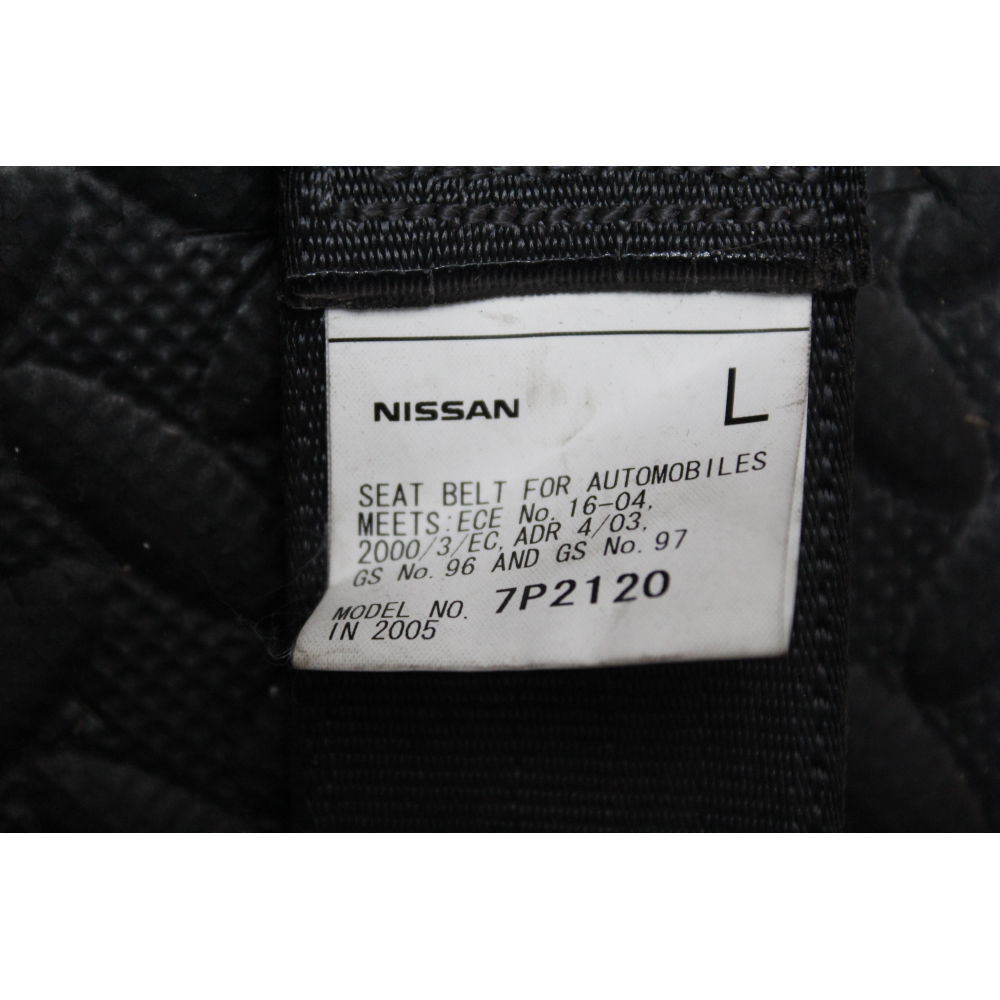 NISSAN L
SEAT BELT FOR AUTOMOBILES
MEETS:ECE No. 16-04,
2000/3/EC, ADR 4/03,
GS No. 96 AND GS No. 97
MODEL NO. 7P2120
IN 2005